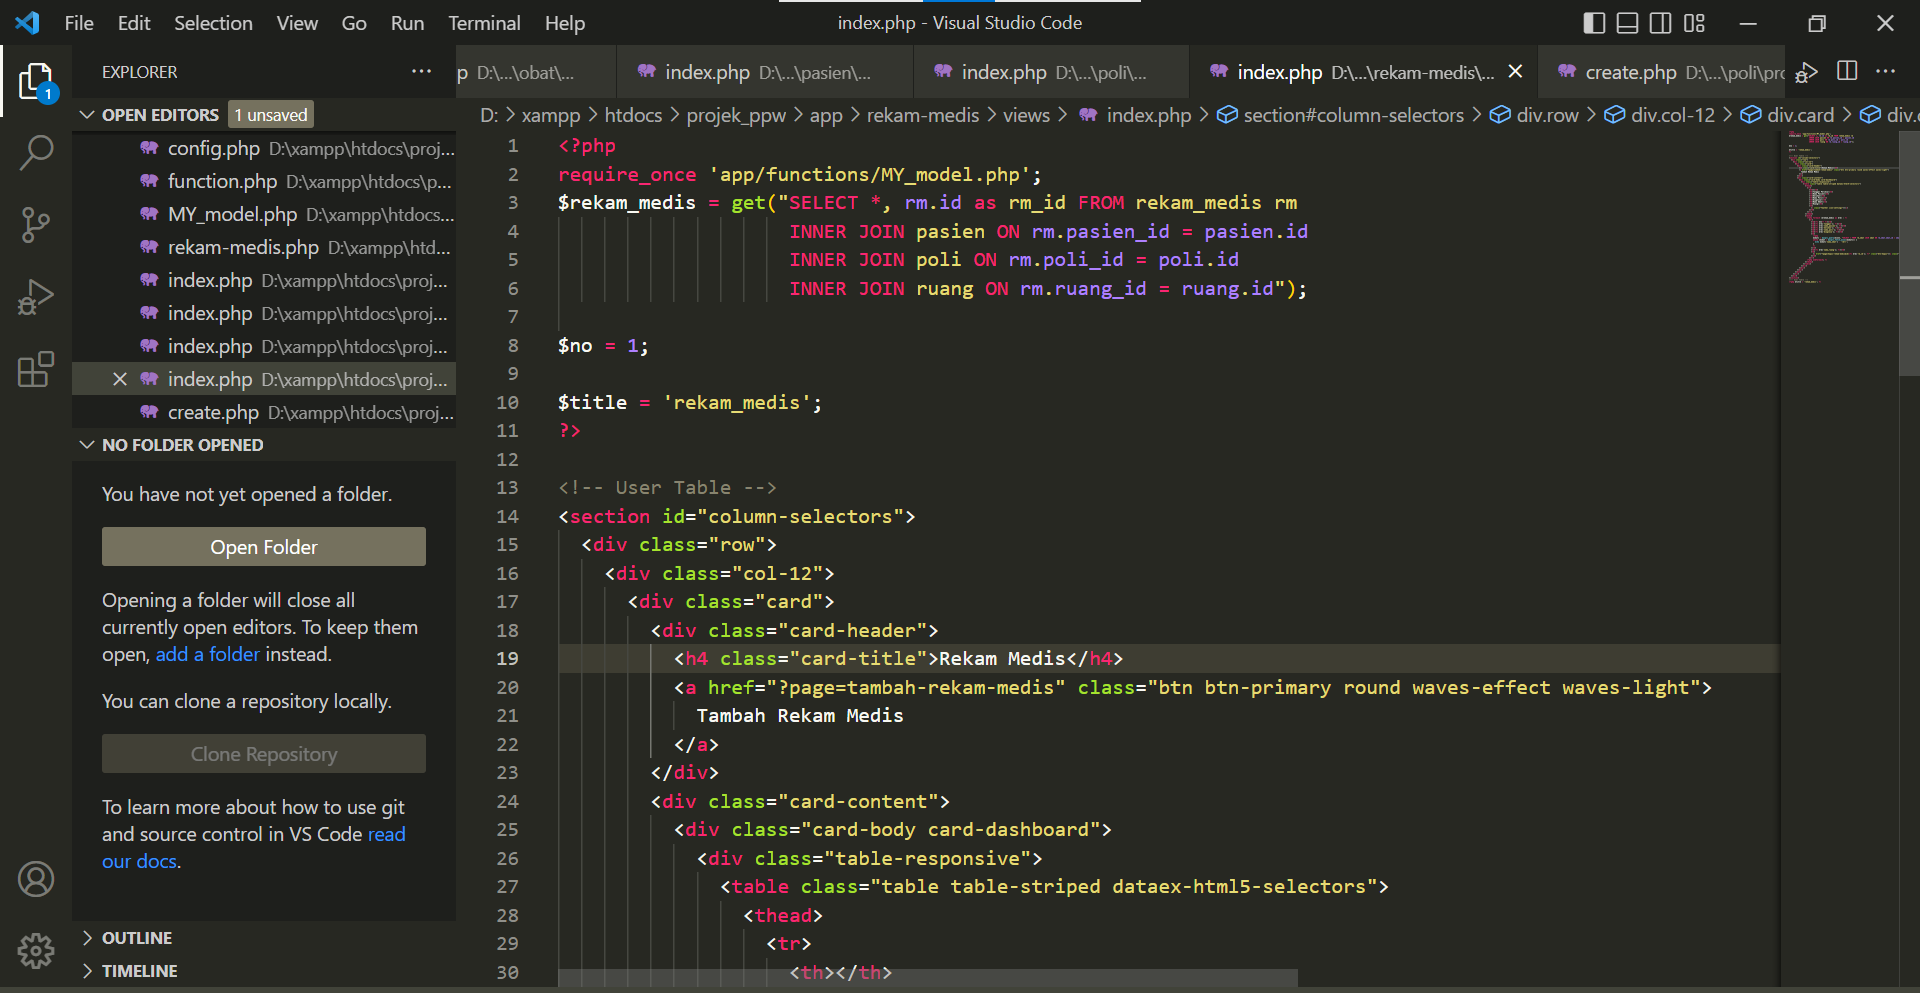 File Edit Selection View Go Run Terminal Help
index.php - Visual Studio Code
EXPLORER
p D:\...\obat\...
index.php D:\...\pasien\...
index.php D:\...\poli\...
index.php D:\...\rekam-medis\...
create.php D:\...\poli\pro
1
OPEN EDITORS 1 unsaved
config.php D:\xampp\htdocs\proj...
function.php D:\xampp\htdocs\p...
MY_model.php D:\xampp\htdocs...
rekam-medis.php D:\xampp\htd...
index.php D:\xampp\htdocs\proj...
index.php D:\xampp\htdocs\proj...
index.php D:\xampp\htdocs\proj...
index.php D:\xampp\htdocs\proj...
create.php D:\xampp\htdocs\proj...
NO FOLDER OPENED
You have not yet opened a folder.
Open Folder
Opening a folder will close all
currently open editors. To keep them
open, add a folder instead.
You can clone a repository locally.
Clone Repository
To learn more about how to use git
and source control in VS Code read
our docs.
OUTLINE
TIMELINE
D: > xampp > htdocs > projek_ppw > app > rekam-medis > views > index.php > section#column-selectors > div.row > div.col-12 > div.card > div.c
1 <?php
2 require_once 'app/functions/MY_model.php';
3 $rekam_medis = get("SELECT *, rm.id as rm_id FROM rekam_medis rm
4 INNER JOIN pasien ON rm.pasien_id = pasien.id
5 INNER JOIN poli ON rm.poli_id = poli.id
6 INNER JOIN ruang ON rm.ruang_id = ruang.id");
7
8 $no = 1;
9
10 $title = 'rekam_medis';
11 ?>
12
13 <!-- User Table -->
14 <section id="column-selectors">
15 <div class="row">
16 <div class="col-12">
17 <div class="card">
18 <div class="card-header">
19 <h4 class="card-title">Rekam Medis</h4>
20 <a href="?page=tambah-rekam-medis" class="btn btn-primary round waves-effect waves-light">
21 Tambah Rekam Medis
22 </a>
23 </div>
24 <div class="card-content">
25 <div class="card-body card-dashboard">
26 <div class="table-responsive">
27 <table class="table table-striped dataex-html5-selectors">
28 <thead>
29 <tr>
30 <th></th>